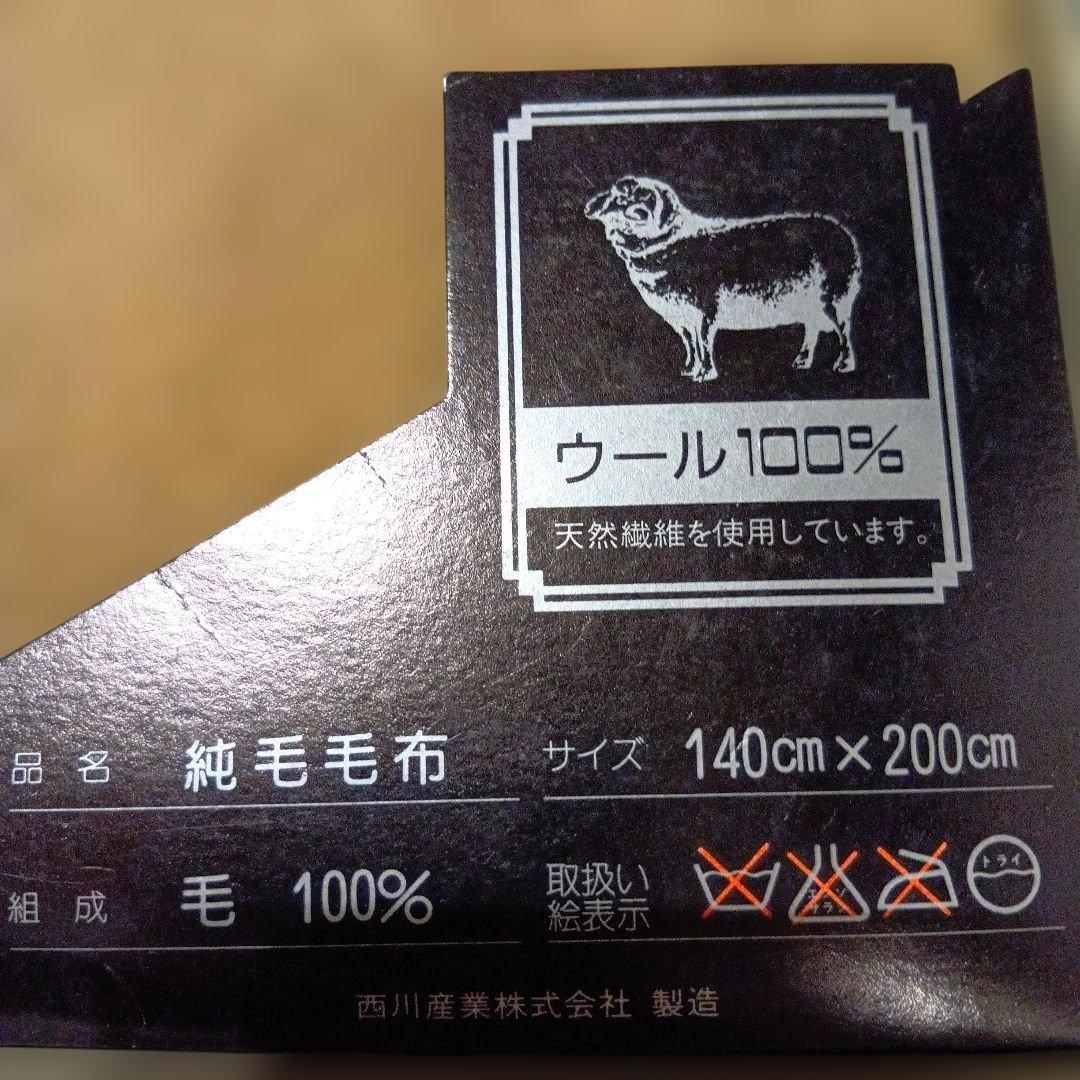 ウール100%
天然繊維を使用しています。
品名 純毛毛布
サイズ 140cm×200cm
組成 毛 100%
取扱い
絵表示
ドライ
西川産業株式会社 製造